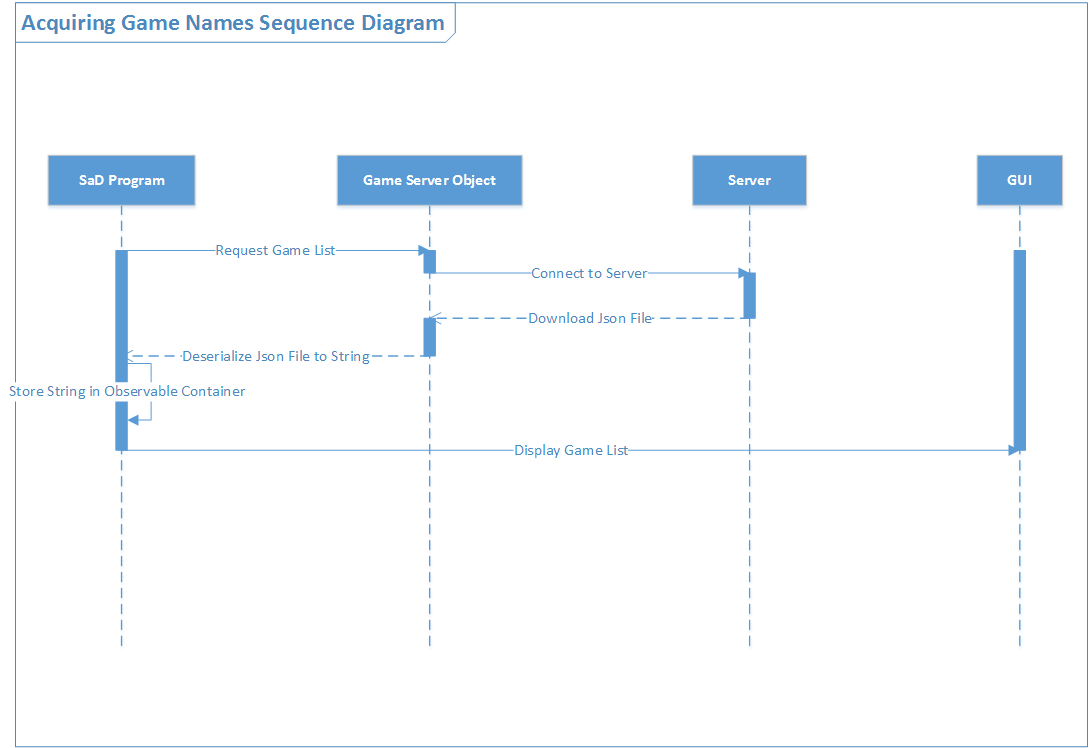 Acquiring Game Names Sequence Diagram
SaD Program
Game Server Object
Server
GUI
Request Game List
Connect to Server
Download Json File
Deserialize Json File to String
Store String in Observable Container
Display Game List